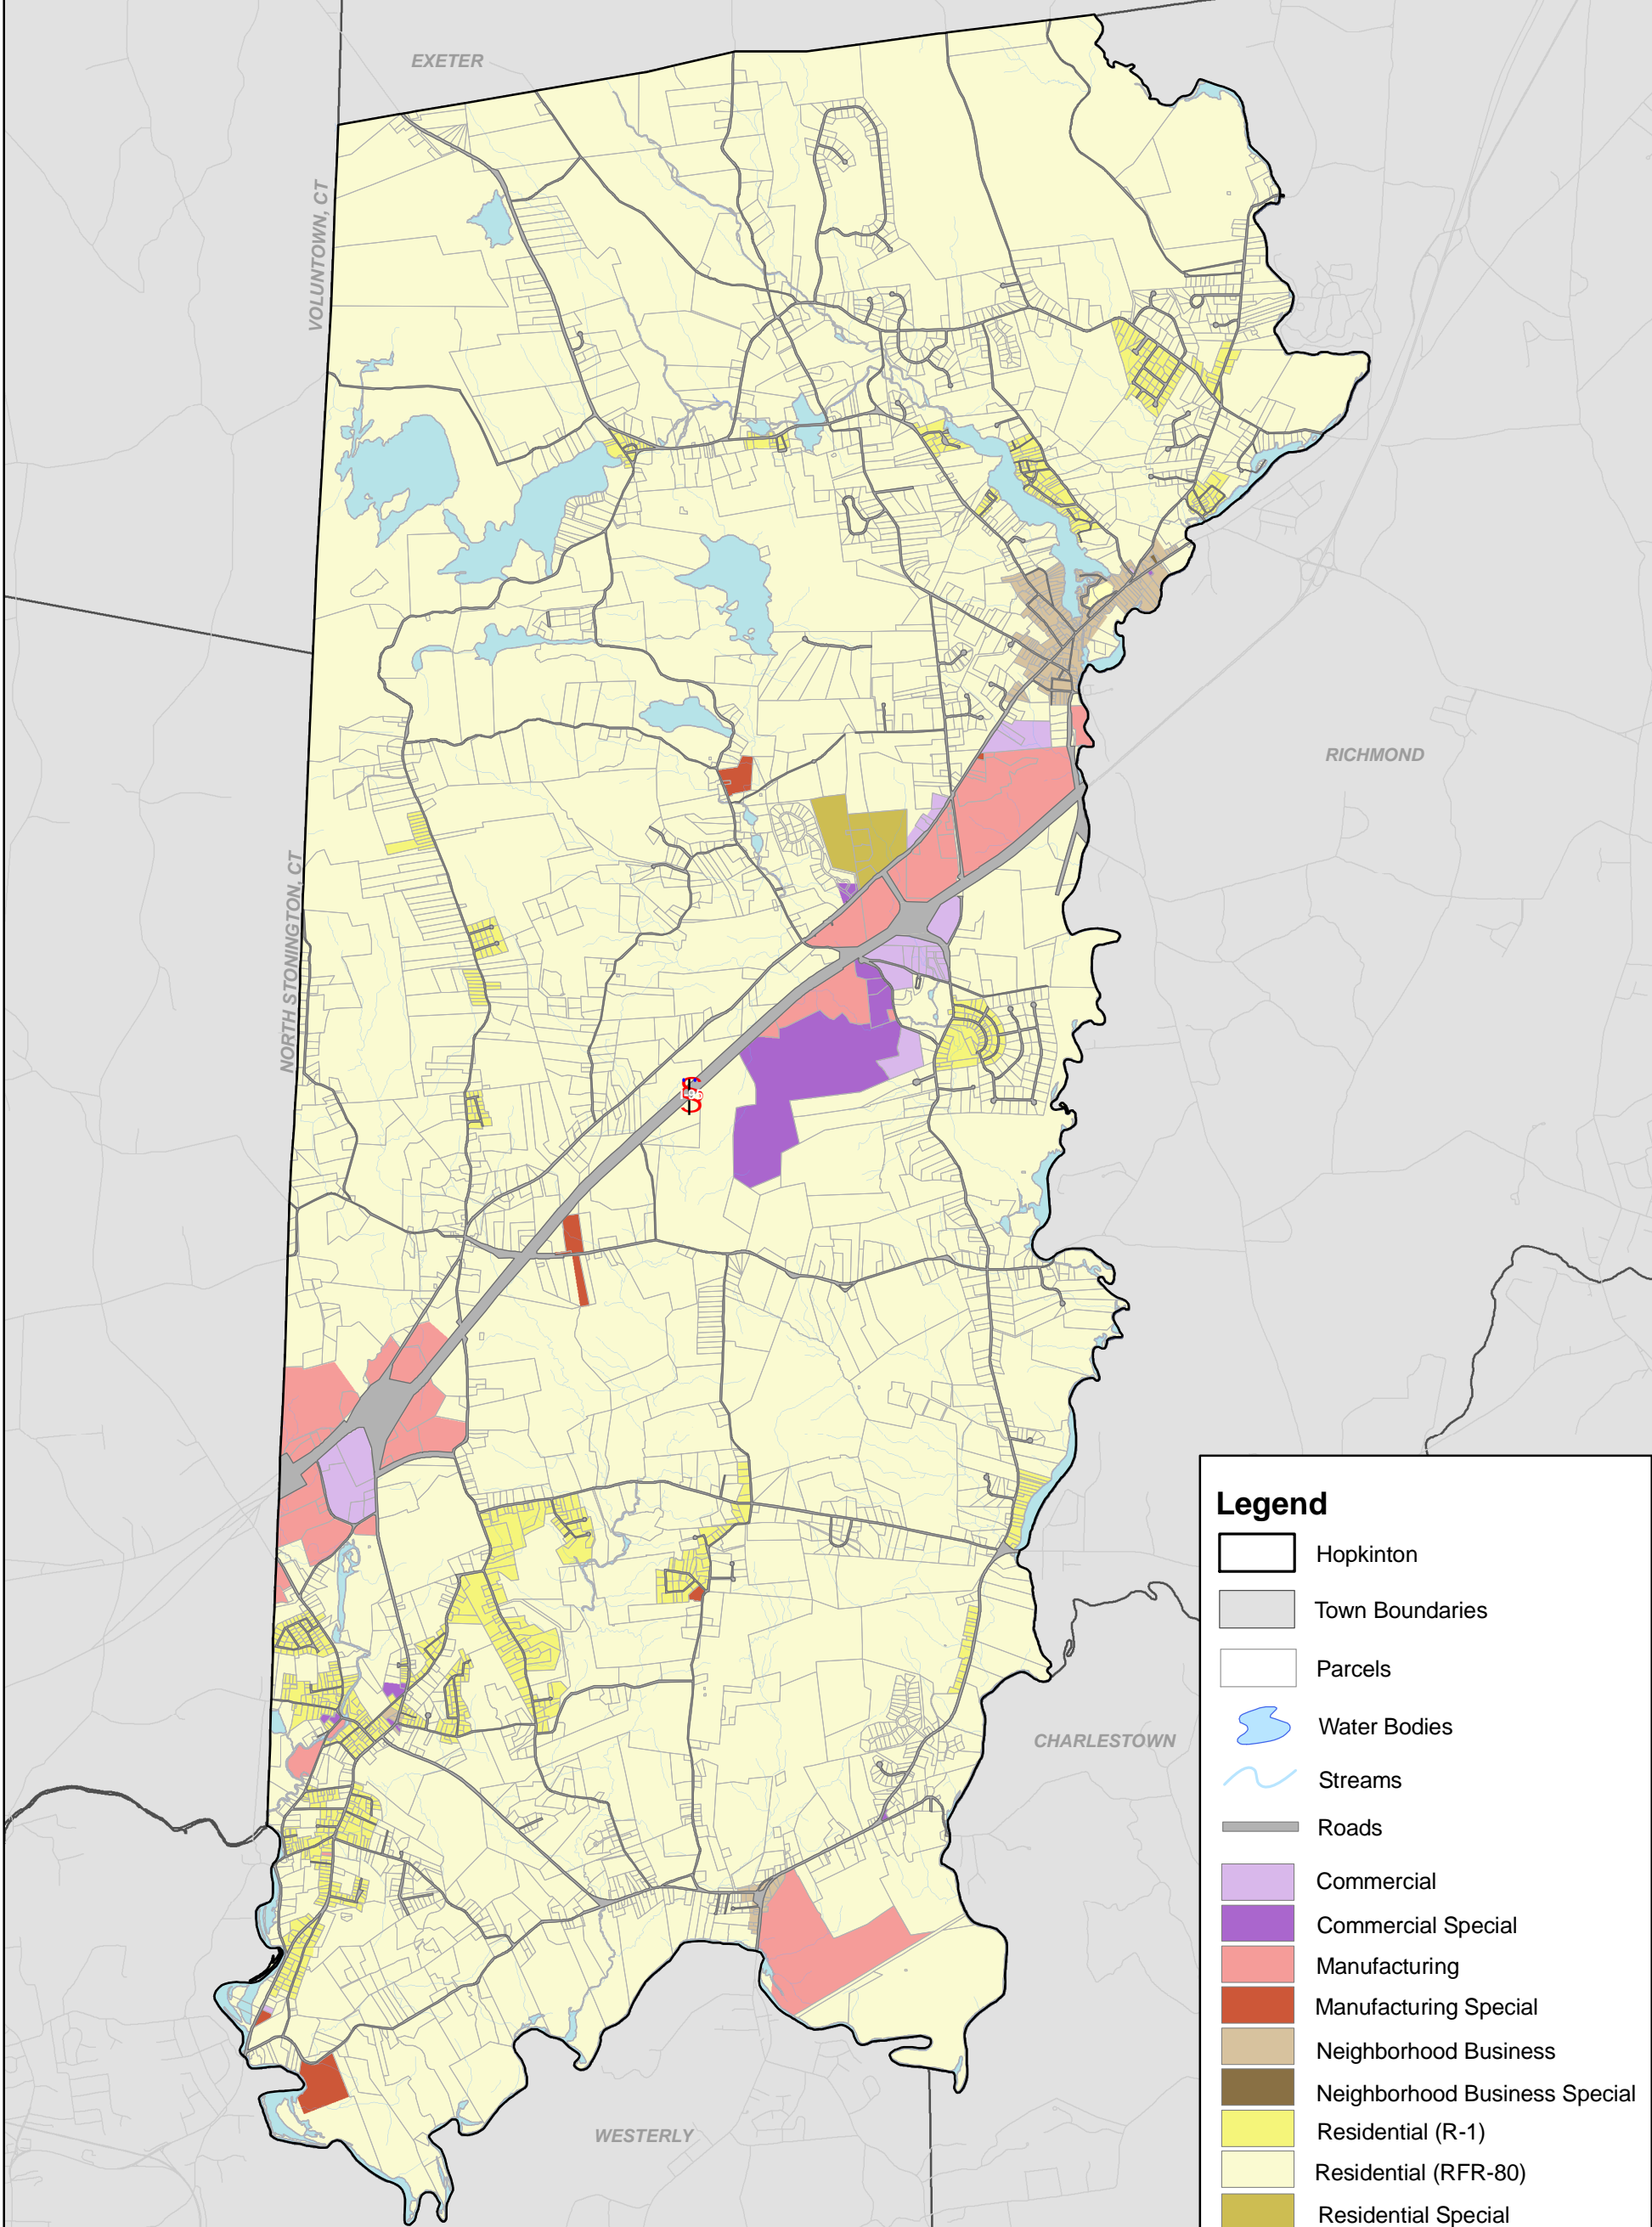 EXETER
VOLUNTOWN, CT
RICHMOND
NORTH STONINGTON, CT
CHARLESTOWN
WESTERLY
Legend
Hopkinton
Town Boundaries
Parcels
Water Bodies
Streams
Roads
Commercial
Commercial Special
Manufacturing
Manufacturing Special
Neighborhood Business
Neighborhood Business Special
Residential (R-1)
Residential (RFR-80)
Residential Special